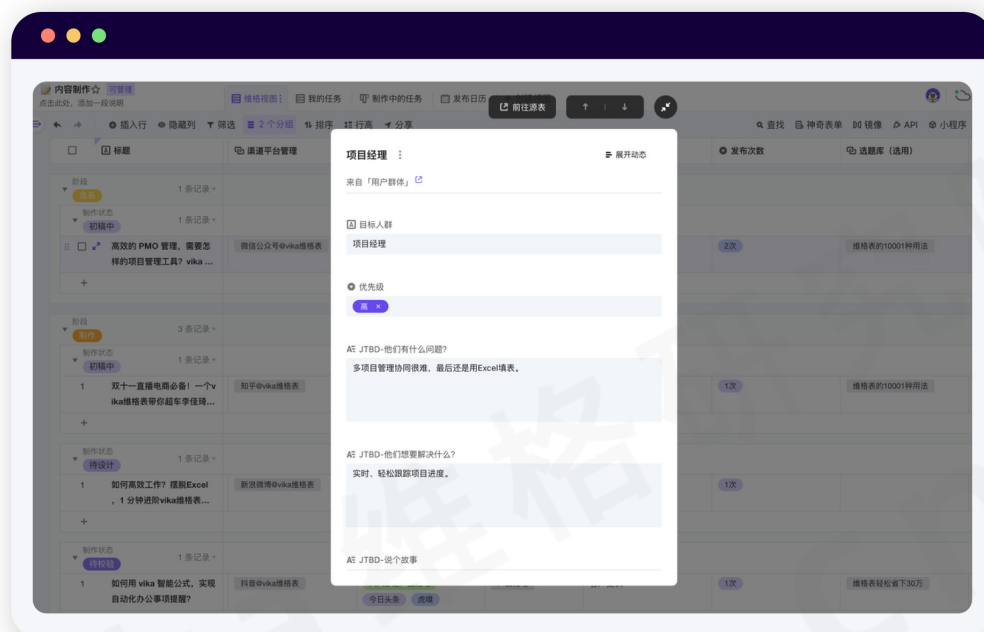 内容制作☆ 可管理
点击此处，添加一段说明
维格视图 我的任务 制作中的任务 发布日历
前往源表
插入行 隐藏列 筛选 2 个分组 排序 行高 分享
查找 神奇表单 镜像 API 小程序
标题 渠道平台管理 发布次数 选题库（选用）
项目经理
展开动态
来自「用户群体」
目标人群
项目经理
优先级
高 ×
JTBD-他们有什么问题?
多项目管理协同很难，最后还是用Excel填表。
JTBD-他们想要解决什么?
实时、轻松跟踪项目进度。
JTBD-说个故事
阶段
1 条记录
制作状态
初稿中
1 条记录
高效的 PMO 管理，需要怎
样的项目管理工具？vika ...
微信公众号@vika维格表
2次
维格表的10001种用法
阶段
制作
3 条记录
制作状态
初稿中
1 条记录
1
双十一直播电商必备！一个v
ika维格表带你超车李佳琦...
知乎@vika维格表
1次
维格表的10001种用法
制作状态
待设计
1 条记录
1
如何高效工作？摆脱Excel
，1 分钟进阶vika维格表...
新浪微博@vika维格表
1次
制作状态
待校验
1 条记录
1
如何用 vika 智能公式，实现
自动化办公事项提醒?
抖音@vika维格表
今日头条 虎嗅
1次
维格表轻松省下30万